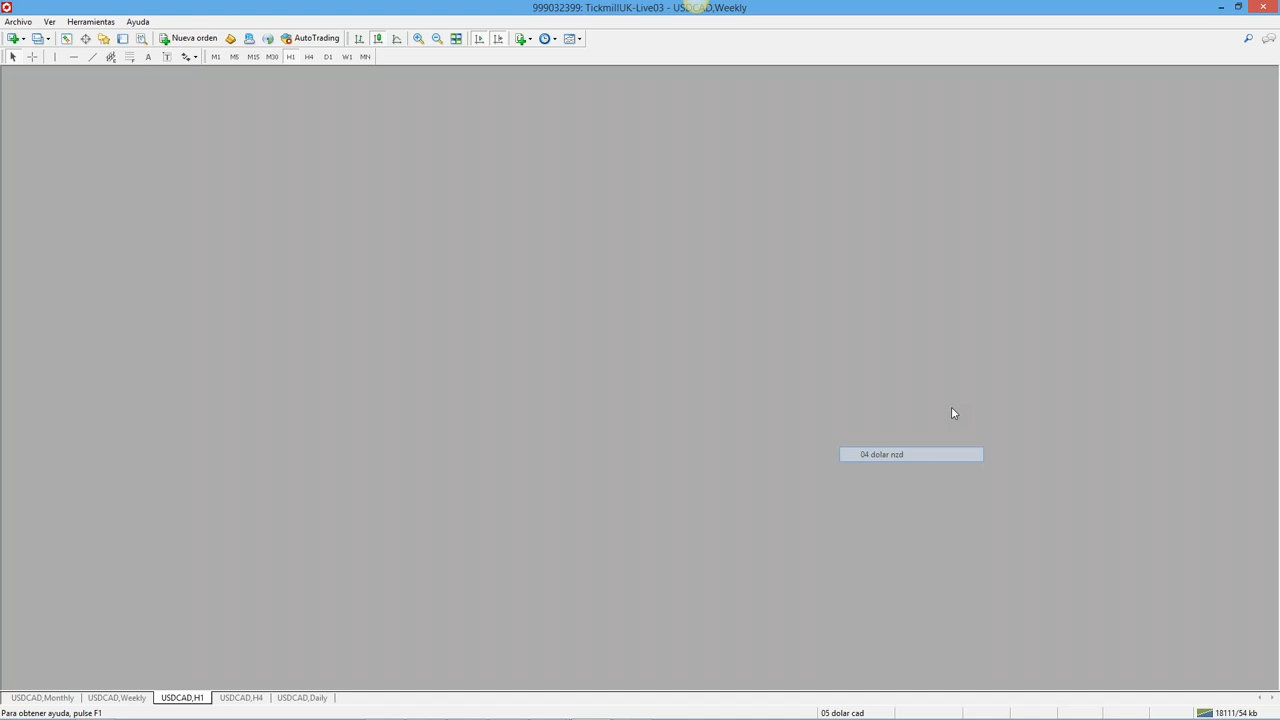 999032399: TickmillUK-Live03 - USDCAD,Weekly
Archivo Ver Herramientas Ayuda
Nueva orden AutoTrading
A T M1 M5 M15 M30 H1 H4 D1 W1 MN
04 dolar nzd
USDCAD,Monthly USDCAD,Weekly USDCAD,H1 USDCAD,H4 USDCAD,Daily
Para obtener ayuda, pulse F1 05 dolar cad 18111/54 kb